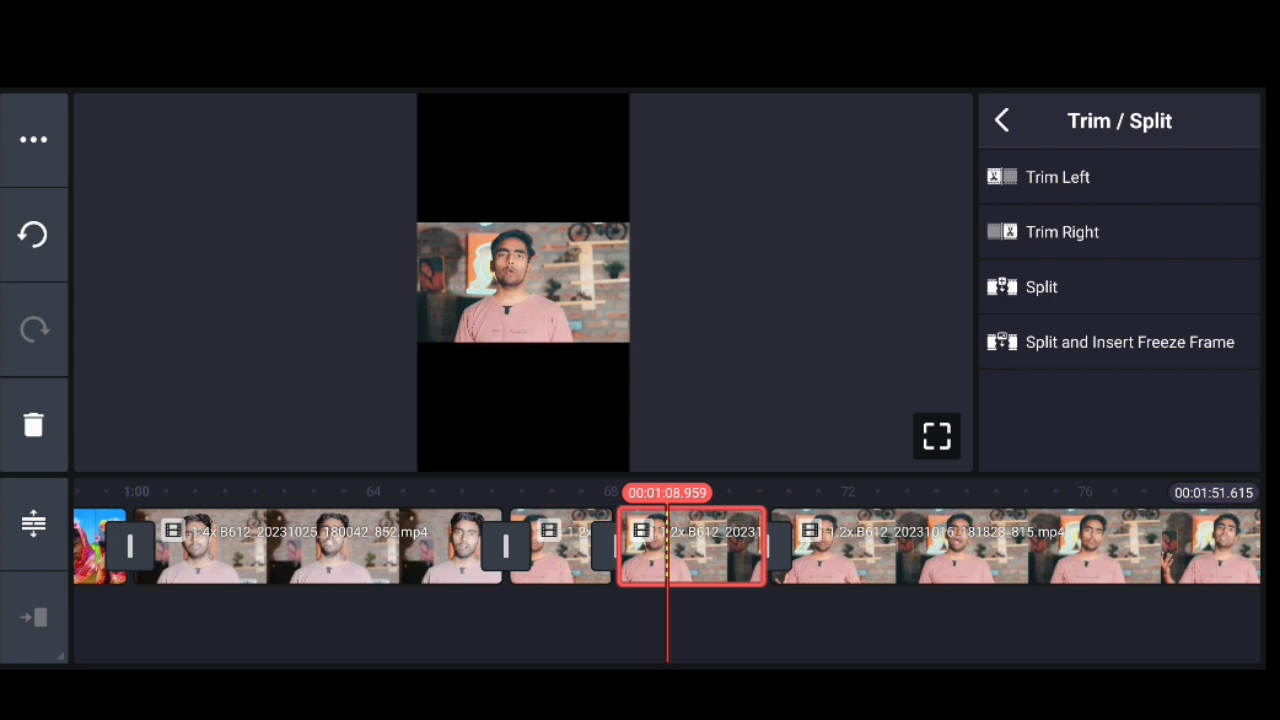 Trim / Split
Trim Left
Trim Right
Split
Split and Insert Freeze Frame
1:00
64
68
00:01:08.959
72
76
00:01:51.615
1.4x B612_20231025_180042_852.mp4
1.2x
1.2x B612_20231
1.2x B612_20231016_181828-815.mp4